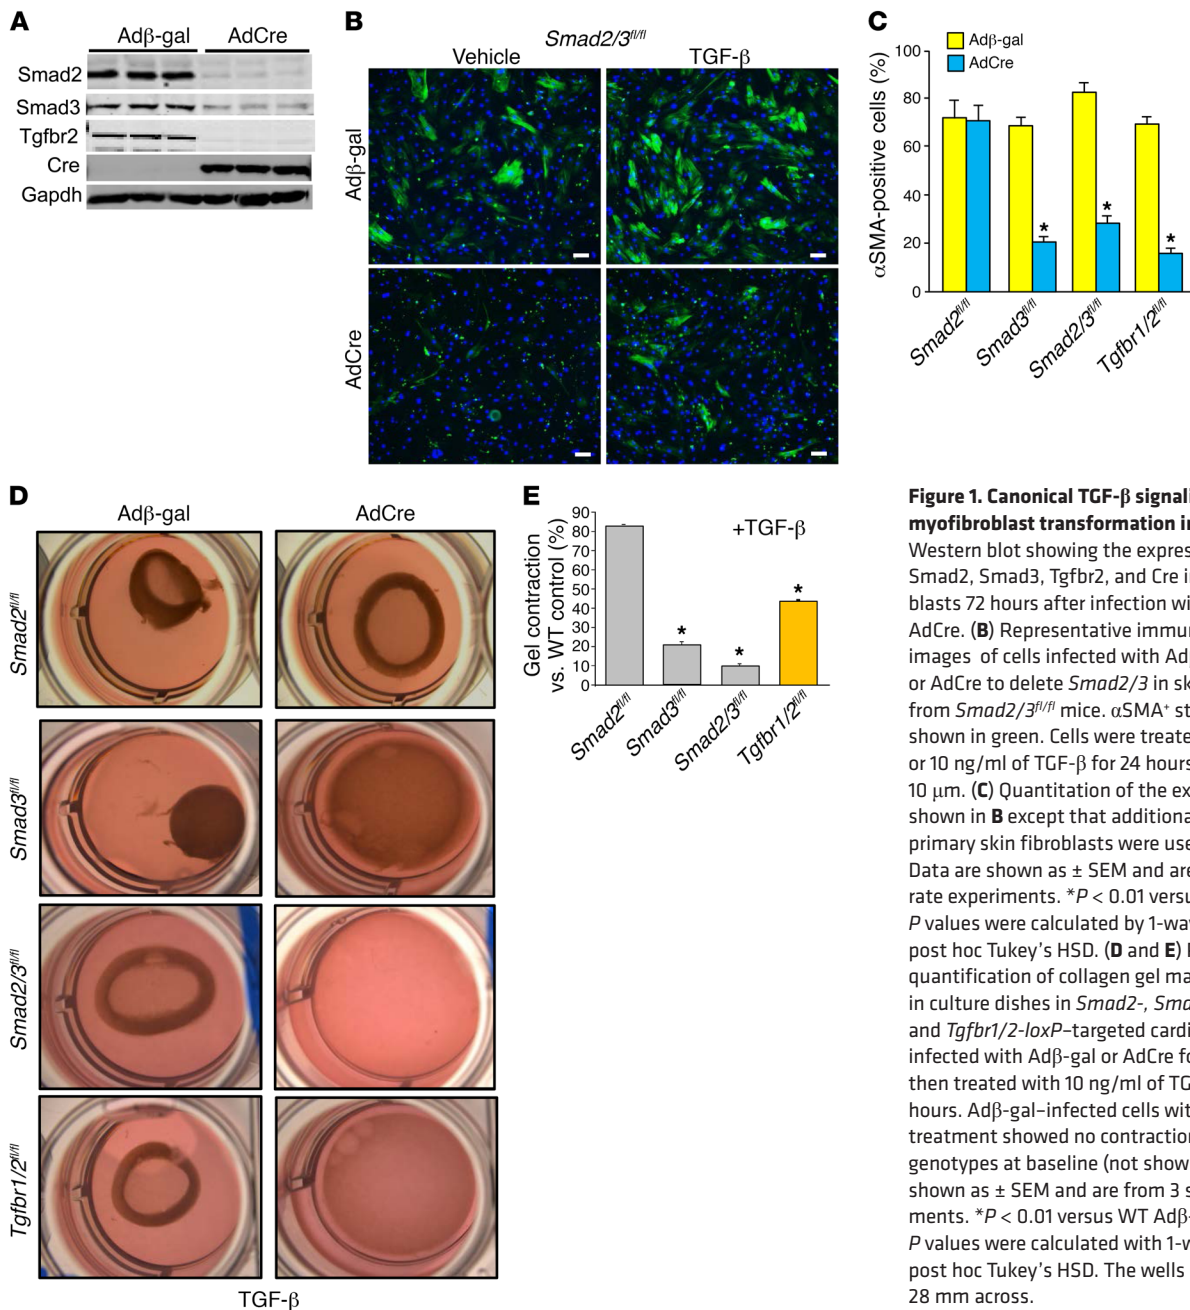 A
Adβ-gal AdCre
Smad2
Smad3
Tgfbr2
Cre
Gapdh
B
Smad2/3fl/fl
Vehicle TGF-β
Adβ-gal
AdCre
C
Adβ-gal
AdCre
αSMA-positive cells (%)
100
80
60
40
20
0
*
*
*
Smad2fl/fl
Smad3fl/fl
Smad2/3fl/fl
Tgfbr1/2fl/fl
D
Adβ-gal AdCre
Smad2fl/fl
Smad3fl/fl
Smad2/3fl/fl
Tgfbr1/2fl/fl
TGF-β
E
Gel contraction
vs. WT control (%)
90
80
70
60
50
40
30
20
10
0
+TGF-β
*
*
*
Smad2fl/fl
Smad3fl/fl
Smad2/3fl/fl
Tgfbr1/2fl/fl
Figure 1. Canonical TGF-β signali
myofibroblast transformation in
Western blot showing the expres
Smad2, Smad3, Tgfbr2, and Cre i
blasts 72 hours after infection wi
AdCre. (B) Representative immu
images of cells infected with Ad
or AdCre to delete Smad2/3 in sk
from Smad2/3fl/fl mice. αSMA+ st
shown in green. Cells were treate
or 10 ng/ml of TGF-β for 24 hours
10 μm. (C) Quantitation of the ex
shown in B except that additiona
primary skin fibroblasts were use
Data are shown as ± SEM and are
rate experiments. *P < 0.01 versu
P values were calculated by 1-wa
post hoc Tukey's HSD. (D and E)
quantification of collagen gel ma
in culture dishes in Smad2-, Sma
and Tgfbr1/2-loxP–targeted cardi
infected with Adβ-gal or AdCre fo
then treated with 10 ng/ml of TG
hours. Adβ-gal–infected cells wit
treatment showed no contraction
genotypes at baseline (not show
shown as ± SEM and are from 3 s
ments. *P < 0.01 versus WT Adβ-
P values were calculated with 1-w
post hoc Tukey's HSD. The wells
28 mm across.